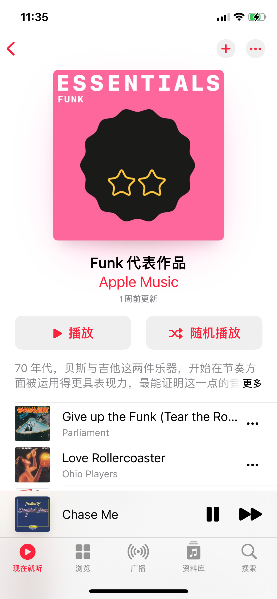 11:35
ESSENTIALS
FUNK
Funk 代表作品
Apple Music
1 周前更新
播放
随机播放
70 年代，贝斯与吉他这两件乐器，开始在节奏方
面被运用得更具表现力，最能证明这一点的 更多
Give up the Funk (Tear the Ro...
Parliament
Love Rollercoaster
Ohio Players
Chase Me
现在就听
浏览
广播
资料库
搜索